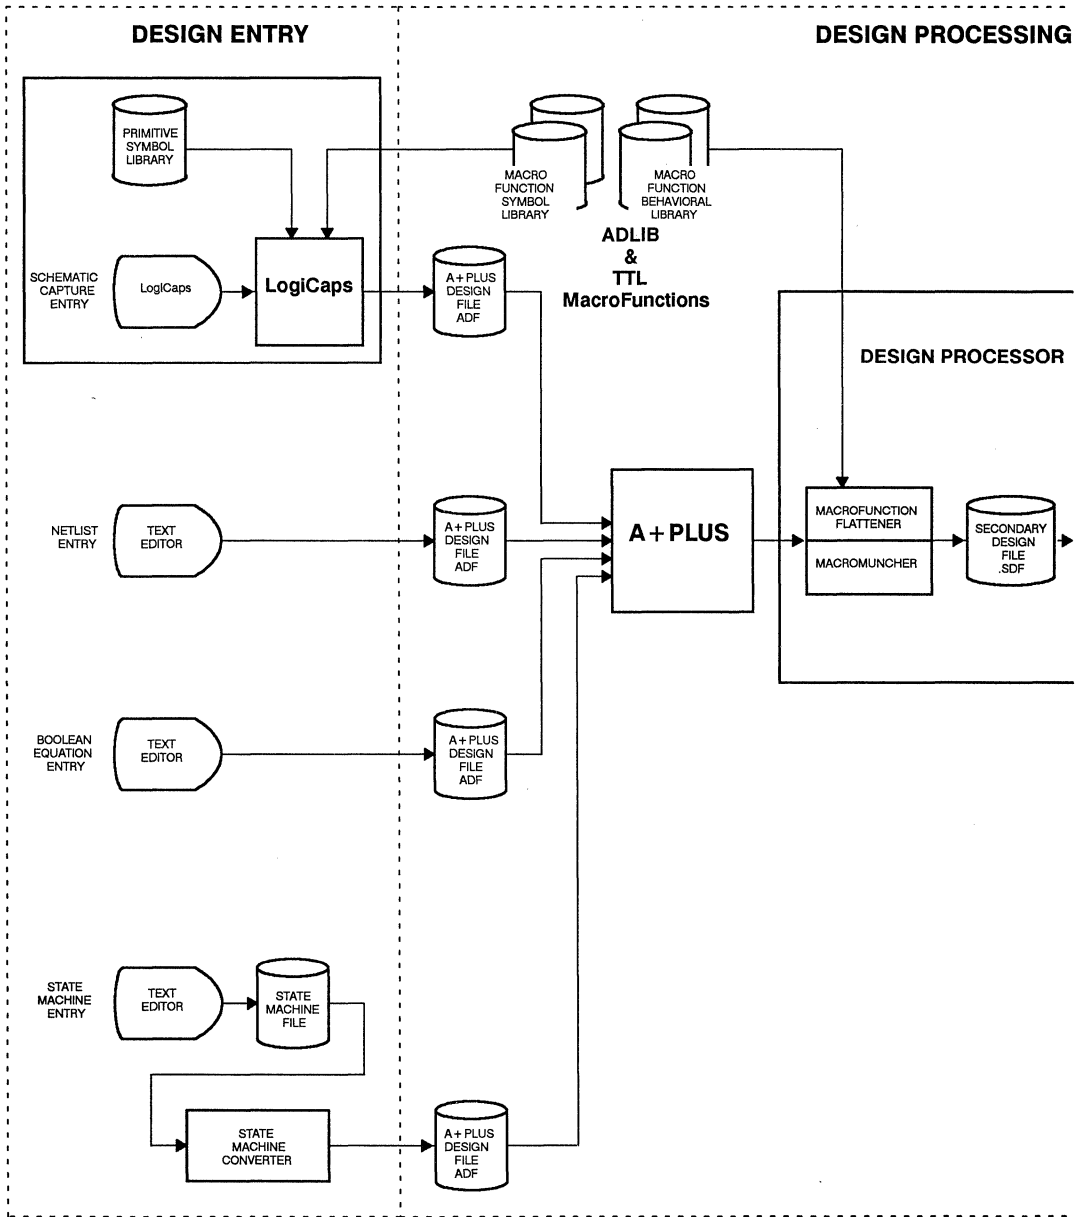 DESIGN ENTRY
DESIGN PROCESSING
PRIMITIVE
SYMBOL
LIBRARY
MACRO
FUNCTION
SYMBOL
LIBRARY
MACRO
FUNCTION
BEHAVIORAL
LIBRARY
ADLIB
&
TTL
MacroFunctions
SCHEMATIC
CAPTURE
ENTRY
LogiCaps
LogiCaps
A+PLUS
DESIGN
FILE
ADF
DESIGN PROCESSOR
NETLIST
ENTRY
TEXT
EDITOR
A+PLUS
DESIGN
FILE
ADF
A+PLUS
MACROFUNCTION
FLATTENER
MACROMUNCHER
SECONDARY
DESIGN
FILE
.SDF
BOOLEAN
EQUATION
ENTRY
TEXT
EDITOR
A+PLUS
DESIGN
FILE
ADF
STATE
MACHINE
ENTRY
TEXT
EDITOR
STATE
MACHINE
FILE
STATE
MACHINE
CONVERTER
A+PLUS
DESIGN
FILE
ADF